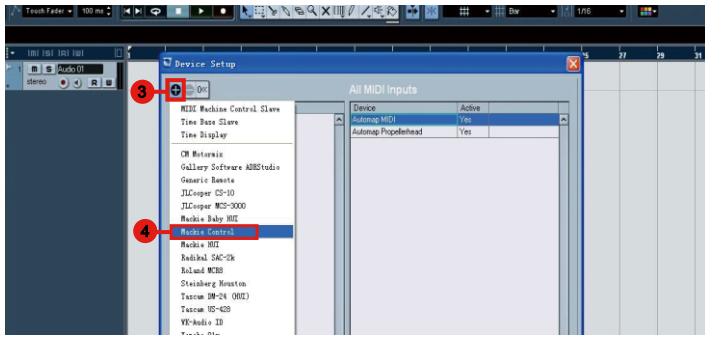 Touch Fader 100 ms Bar 1/16
25 27 29 31
1 m S Audio 01
stereo R W
Device Setup
3
All MIDI Inputs
MIDI Machine Control Slave
Time Base Slave
Time Display
CM Motormix
Gallery Software ADRStudio
Generic Remote
JLCooper CS-10
JLCooper MCS-3000
Mackie Baby HUI
4 Mackie Control
Mackie HUI
Radikal SAC-2k
Roland MCR8
Steinberg Houston
Tascam DM-24 (HUI)
Tascam US-428
VK-Audio ID
Device Active
Automap MIDI Yes
Automap Propellerhead Yes